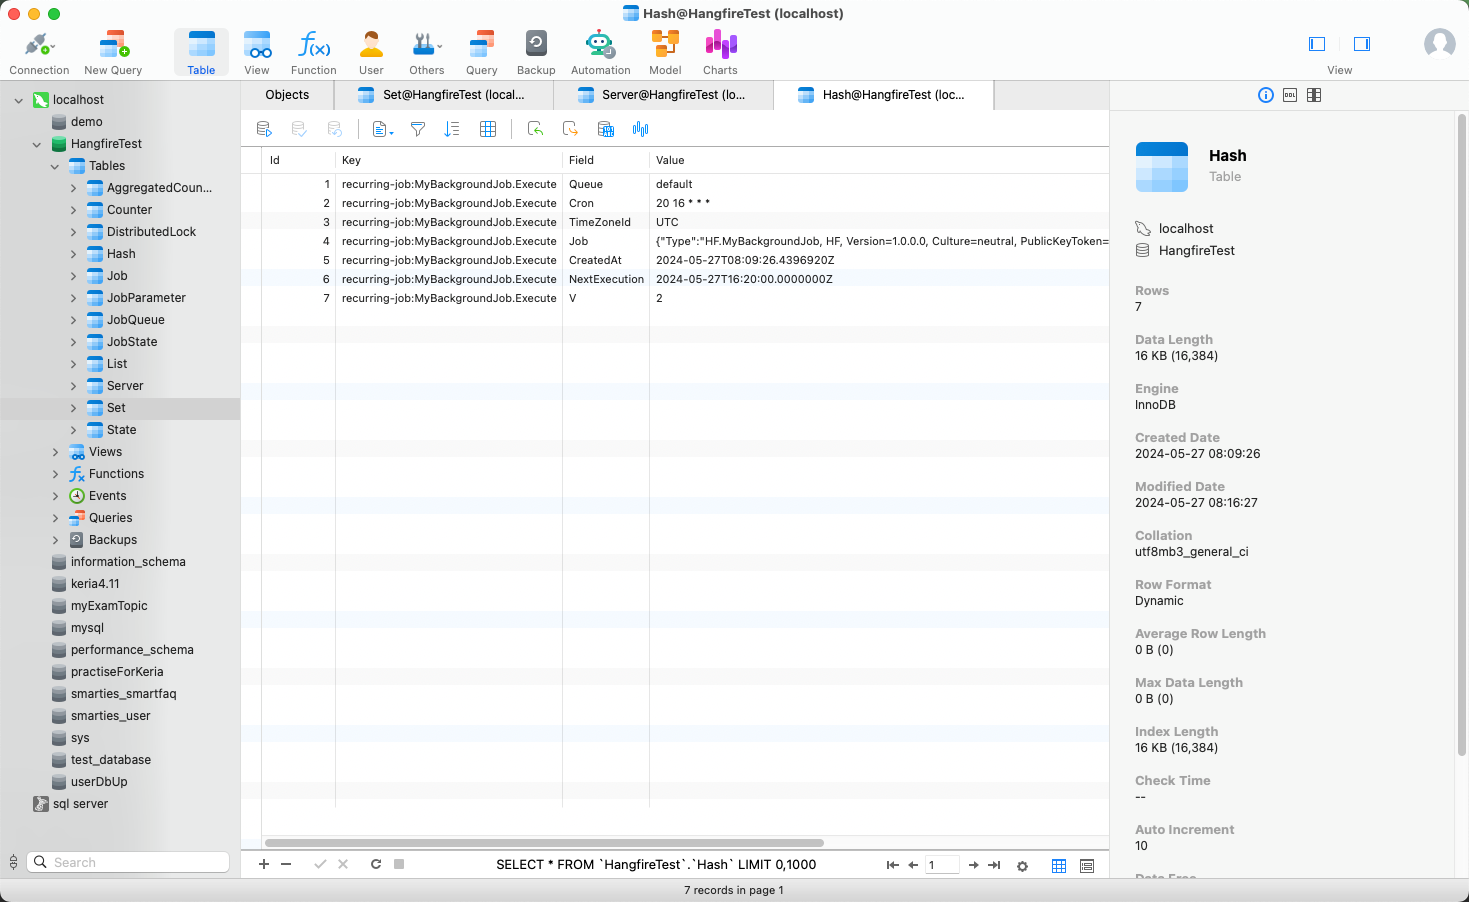 Hash@HangfireTest (localhost)
Connection
New Query
Table
View
Function
User
Others
Query
Backup
Automation
Model
Charts
View
localhost
demo
HangfireTest
Tables
AggregatedCoun...
Counter
DistributedLock
Hash
Job
JobParameter
JobQueue
JobState
List
Server
Set
State
Views
Functions
Events
Queries
Backups
information_schema
keria4.11
myExamTopic
mysql
performance_schema
practiseForKeria
smarties_smartfaq
smarties_user
sys
test_database
userDbUp
sql server
Search
Objects
Set@HangfireTest (local...
Server@HangfireTest (lo...
Hash@HangfireTest (loc...
Id Key Field Value
1 recurring-job:MyBackgroundJob.Execute Queue default
2 recurring-job:MyBackgroundJob.Execute Cron 20 16 * * *
3 recurring-job:MyBackgroundJob.Execute TimeZoneId UTC
4 recurring-job:MyBackgroundJob.Execute Job {"Type":"HF.MyBackgroundJob, HF, Version=1.0.0.0, Culture=neutral, PublicKeyToken=
5 recurring-job:MyBackgroundJob.Execute CreatedAt 2024-05-27T08:09:26.4396920Z
6 recurring-job:MyBackgroundJob.Execute NextExecution 2024-05-27T16:20:00.0000000Z
7 recurring-job:MyBackgroundJob.Execute V 2
SELECT * FROM `HangfireTest`.`Hash` LIMIT 0,1000
1
7 records in page 1
DDL
Hash
Table
localhost
HangfireTest
Rows
7
Data Length
16 KB (16,384)
Engine
InnoDB
Created Date
2024-05-27 08:09:26
Modified Date
2024-05-27 08:16:27
Collation
utf8mb3_general_ci
Row Format
Dynamic
Average Row Length
0 B (0)
Max Data Length
0 B (0)
Index Length
16 KB (16,384)
Check Time
--
Auto Increment
10
Data Free